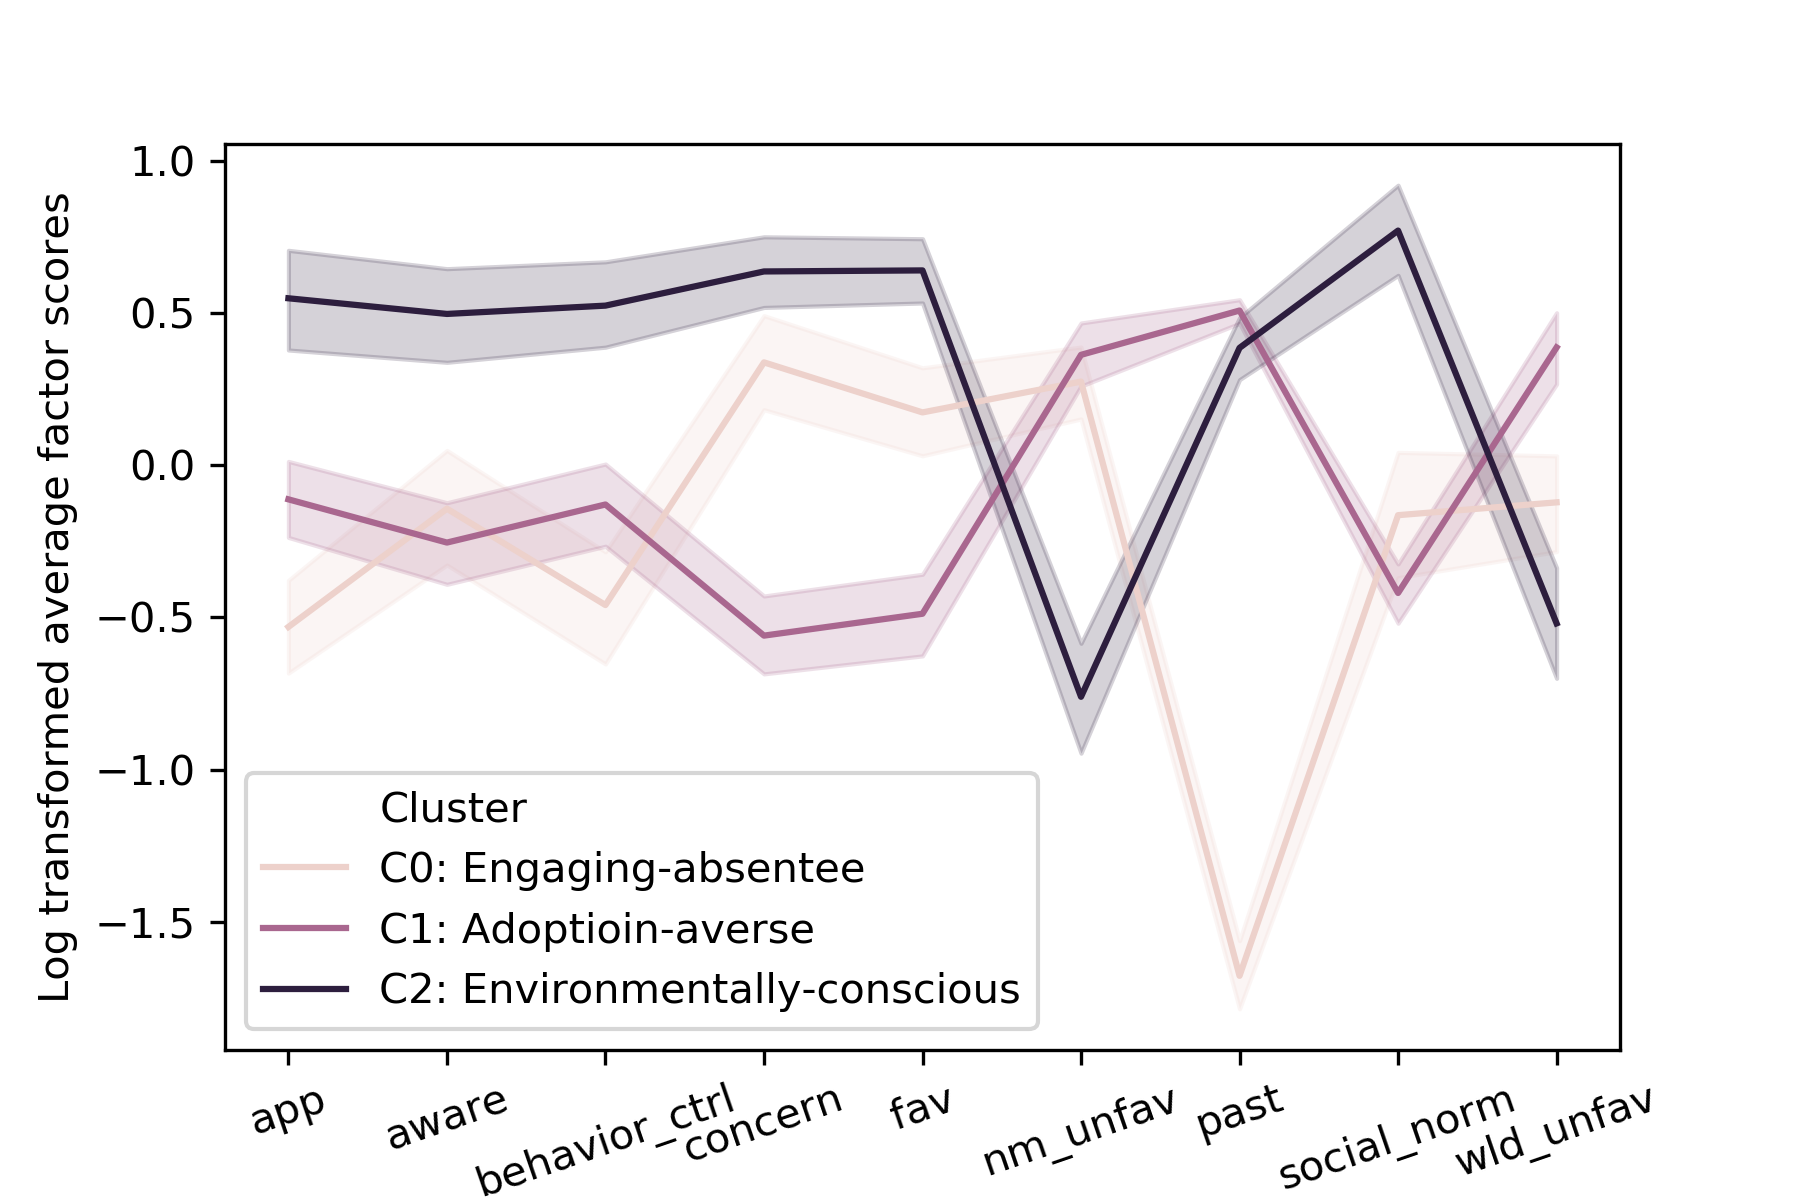 Log transformed average factor scores
1.0
0.5
0.0
−0.5
−1.0
−1.5
Cluster
C0: Engaging-absentee
C1: Adoptioin-averse
C2: Environmentally-conscious
app
aware
behavior_ctrl
concern
fav
nm_unfav
past
social_norm
wld_unfav